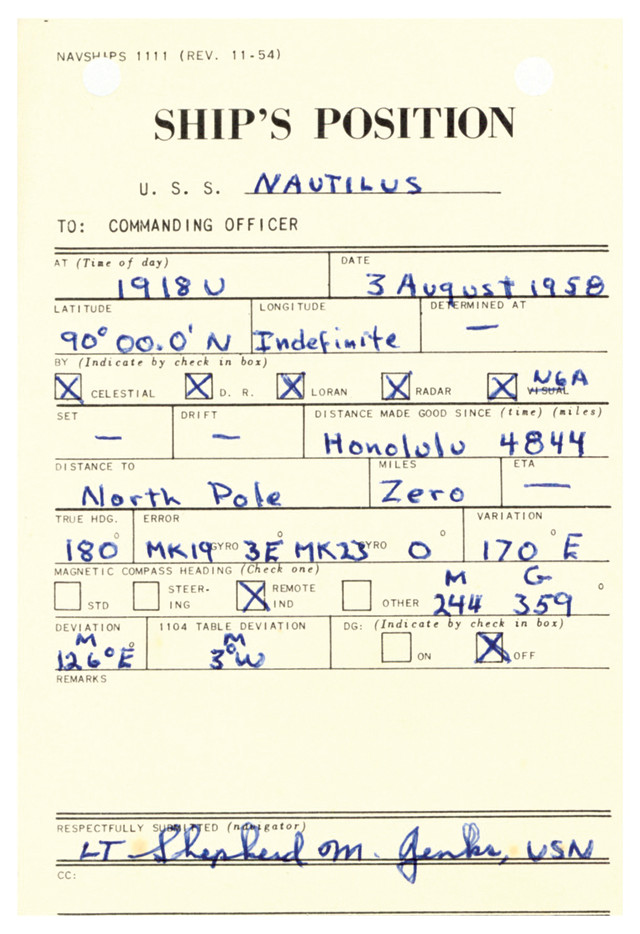 NAVSHIPS 1111 (REV. 11-54)
SHIP'S POSITION
U. S. S. NAUTILUS
TO: COMMANDING OFFICER
AT (Time of day) DATE
1918 U 3 August 1958
LATITUDE LONGITUDE DETERMINED AT
90° 00.0' N Indefinite —
BY (Indicate by check in box)
N6A
X CELESTIAL X D. R. X LORAN X RADAR X VISUAL
SET DRIFT DISTANCE MADE GOOD SINCE (time) (miles)
— — Honolulu 4844
DISTANCE TO MILES ETA
North Pole Zero —
TRUE HDG. ERROR VARIATION
180° MK19 GYRO 3E° MK23 GYRO 0° 170° E
MAGNETIC COMPASS HEADING (Check one)
M G
STD STEERING X REMOTE IND OTHER 244 359°
DEVIATION 1104 TABLE DEVIATION DG: (Indicate by check in box)
M M
126°E 3°W ON X OFF
REMARKS
RESPECTFULLY SUBMITTED (navigator)
LT Shepherd M. Jenks, USN
CC: